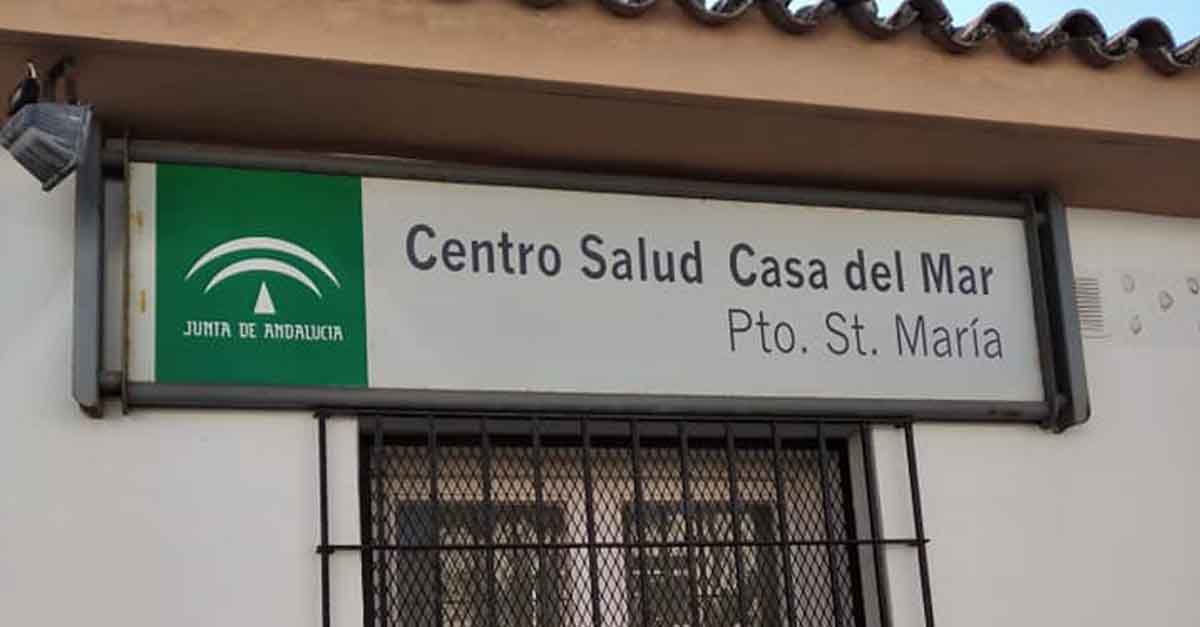 Centro Salud Casa del Mar
Pto. St. María
JUNTA DE ANDALUCIA